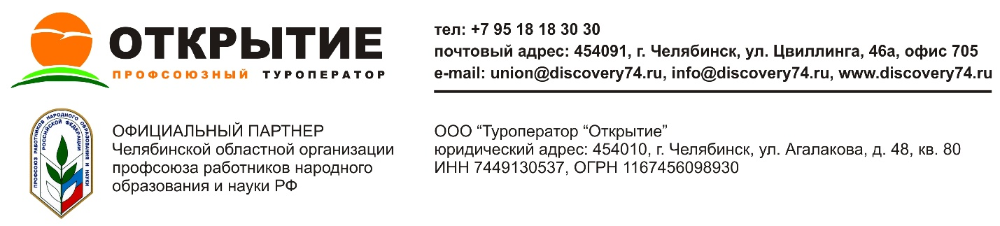 ОТКРЫТИЕ
ПРОФСОЮЗНЫЙ ТУРОПЕРАТОР
тел: +7 95 18 18 30 30
почтовый адрес: 454091, г. Челябинск, ул. Цвиллинга, 46а, офис 705
e-mail: union@discovery74.ru, info@discovery74.ru, www.discovery74.ru
ПРОФСОЮЗ РАБОТНИКОВ НАРОДНОГО ОБРАЗОВАНИЯ И НАУКИ
РОССИЙСКОЙ ФЕДЕРАЦИИ
ОФИЦИАЛЬНЫЙ ПАРТНЕР
Челябинской областной организации
профсоюза работников народного
образования и науки РФ
ООО “Туроператор “Открытие”
юридический адрес: 454010, г. Челябинск, ул. Агалакова, д. 48, кв. 80
ИНН 7449130537, ОГРН 1167456098930